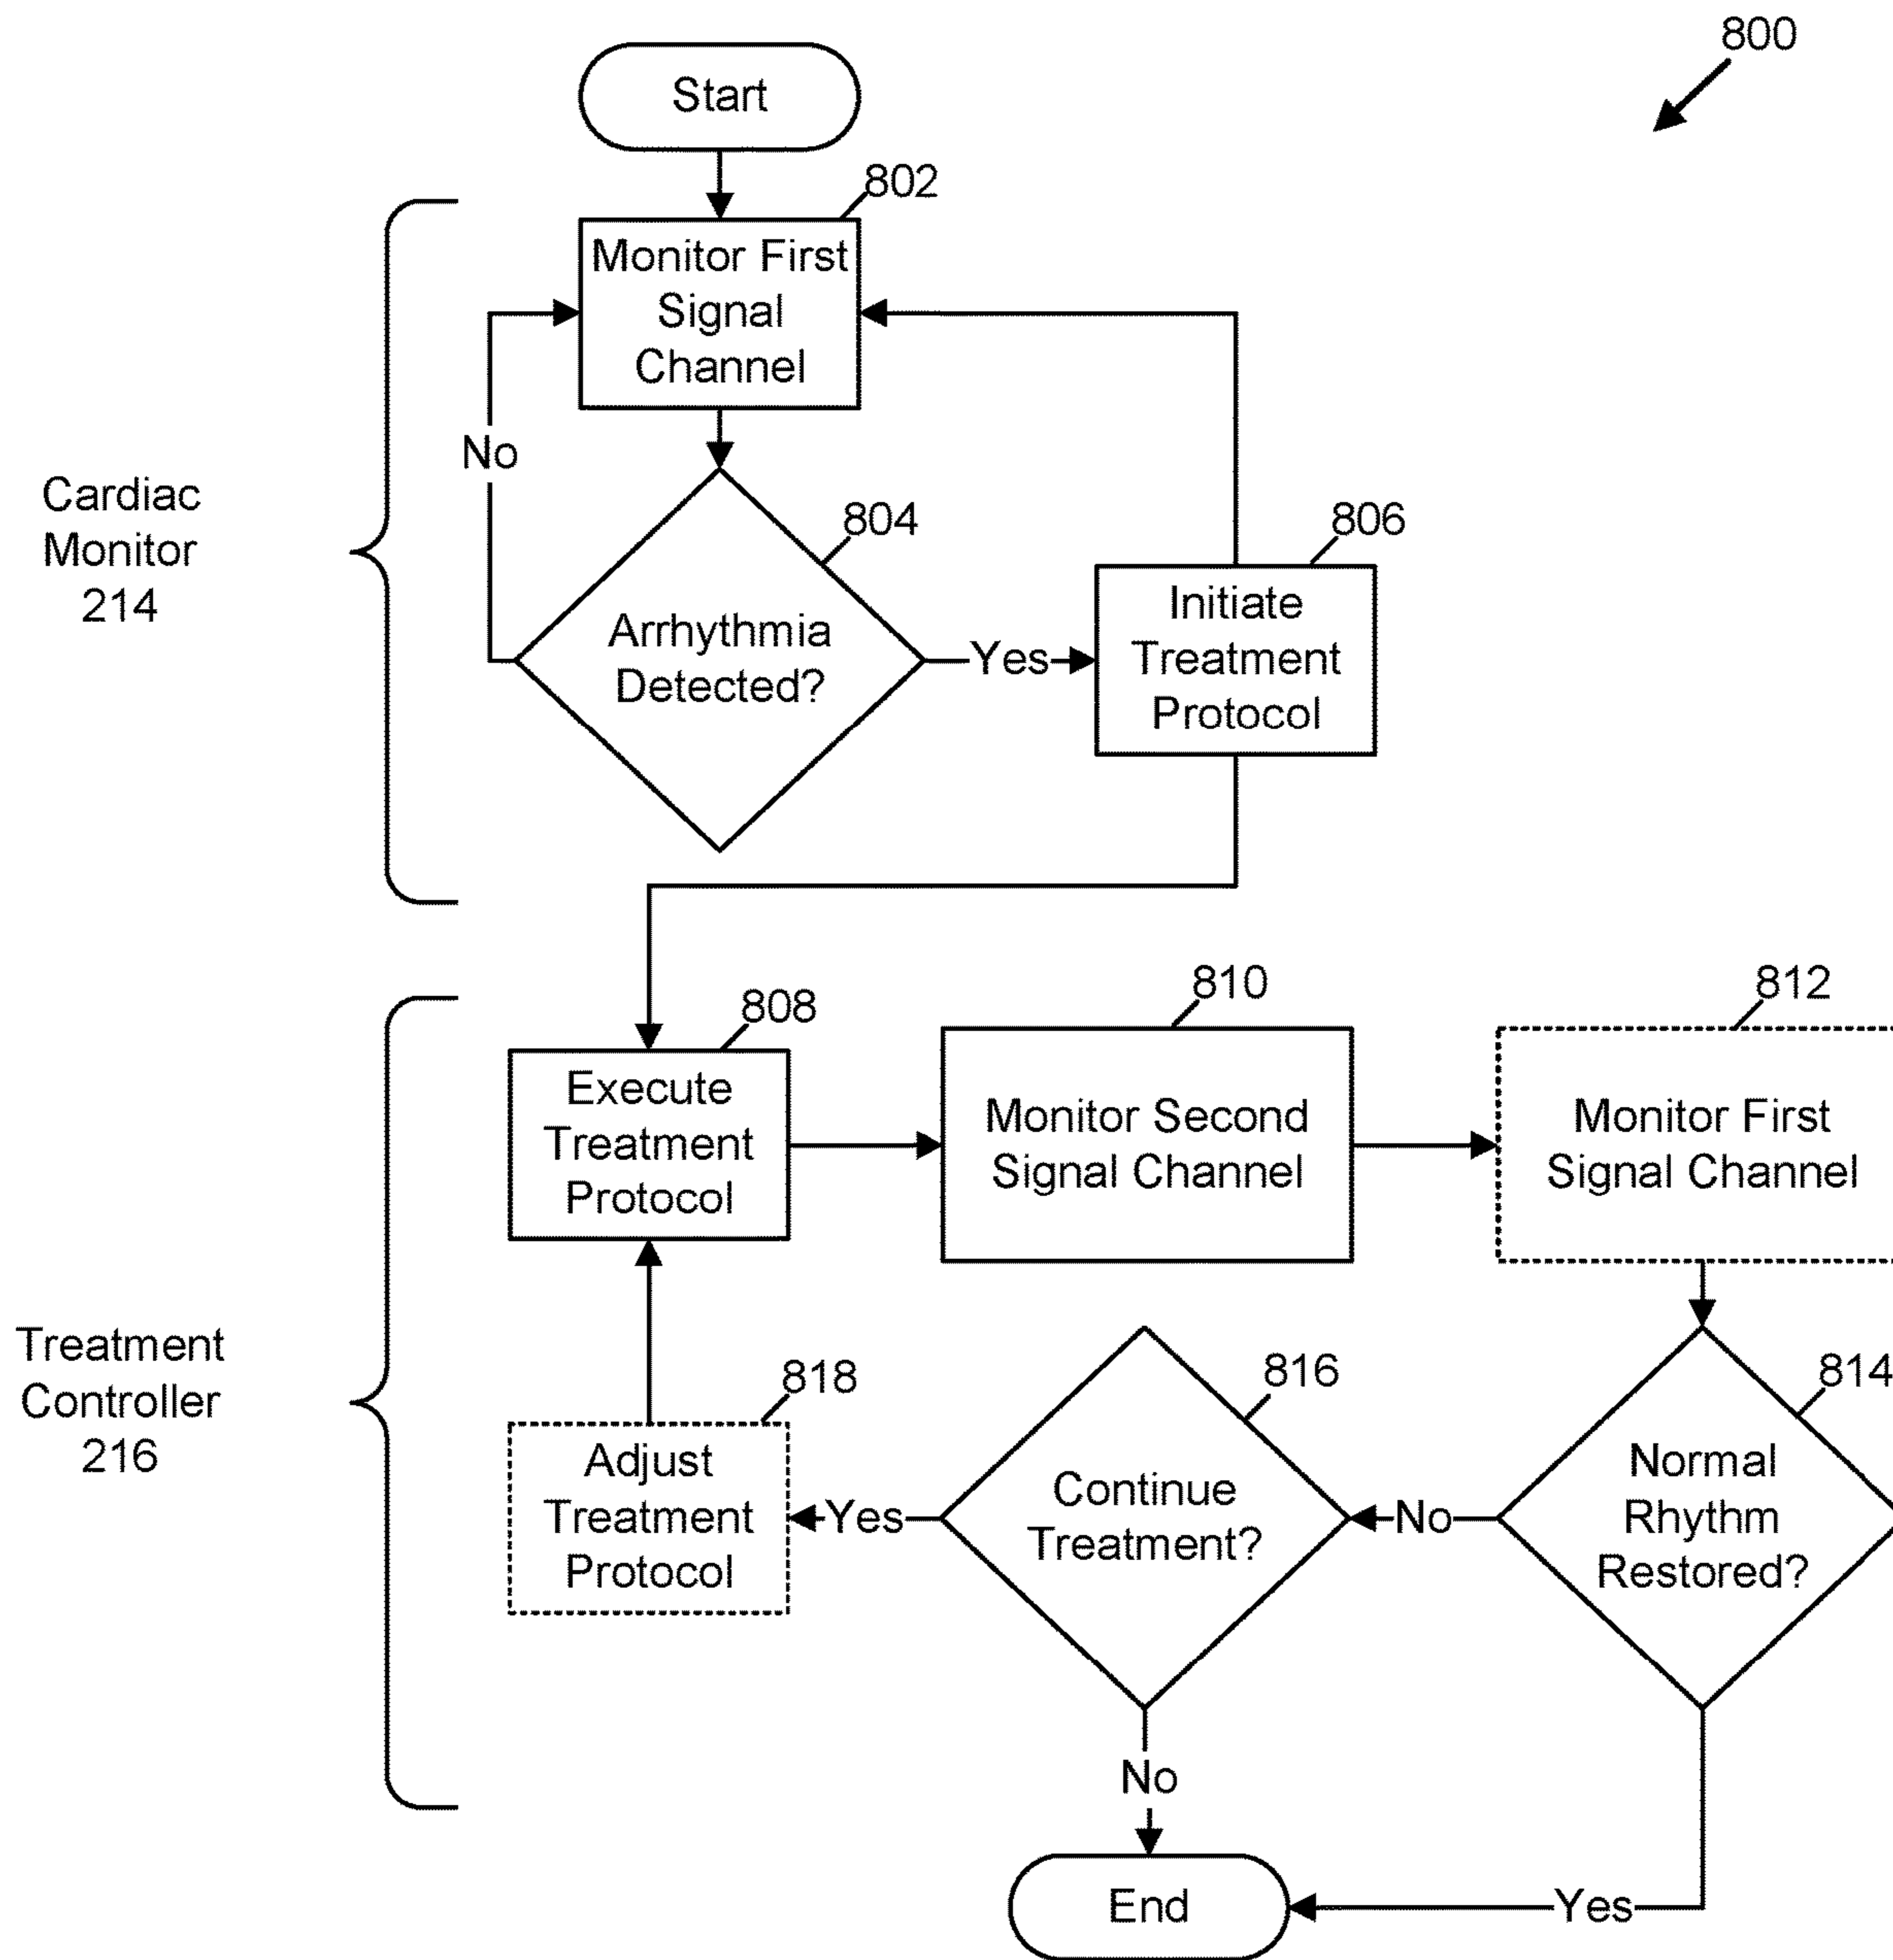 800
Start
802
Monitor First
Signal
Channel
No
Cardiac
Monitor
214
804
Arrhythmia
Detected?
Yes
806
Initiate
Treatment
Protocol
808
Execute
Treatment
Protocol
810
Monitor Second
Signal Channel
812
Monitor First
Signal Channel
Treatment
Controller
216
818
Adjust
Treatment
Protocol
Yes
816
Continue
Treatment?
No
814
Normal
Rhythm
Restored?
No
End
Yes